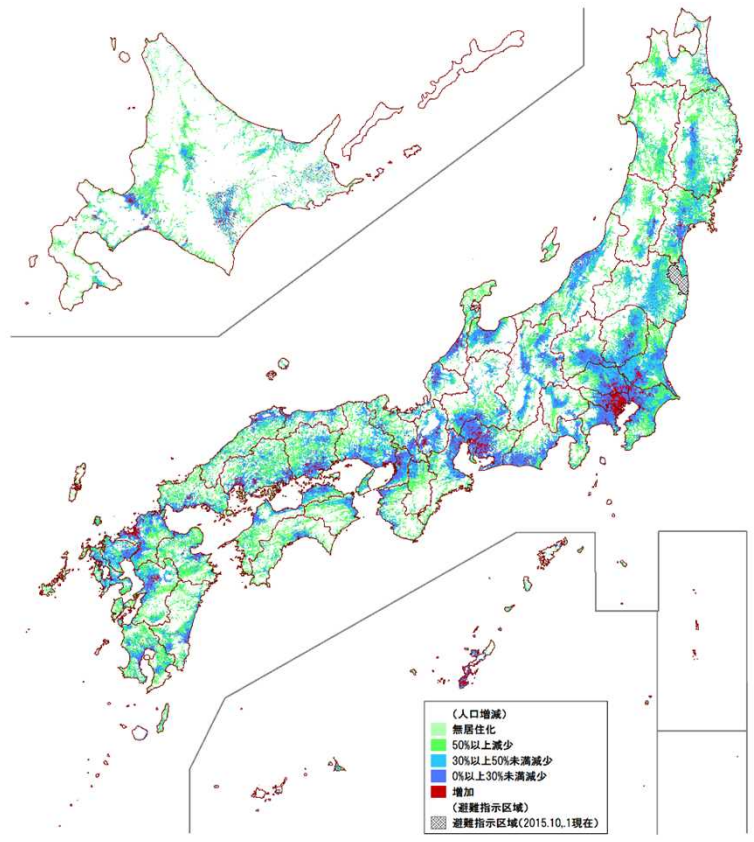 (人口増減)
無居住化
50%以上減少
30%以上50%未満減少
0%以上30%未満減少
増加
(避難指示区域)
避難指示区域(2015.10,.1現在)